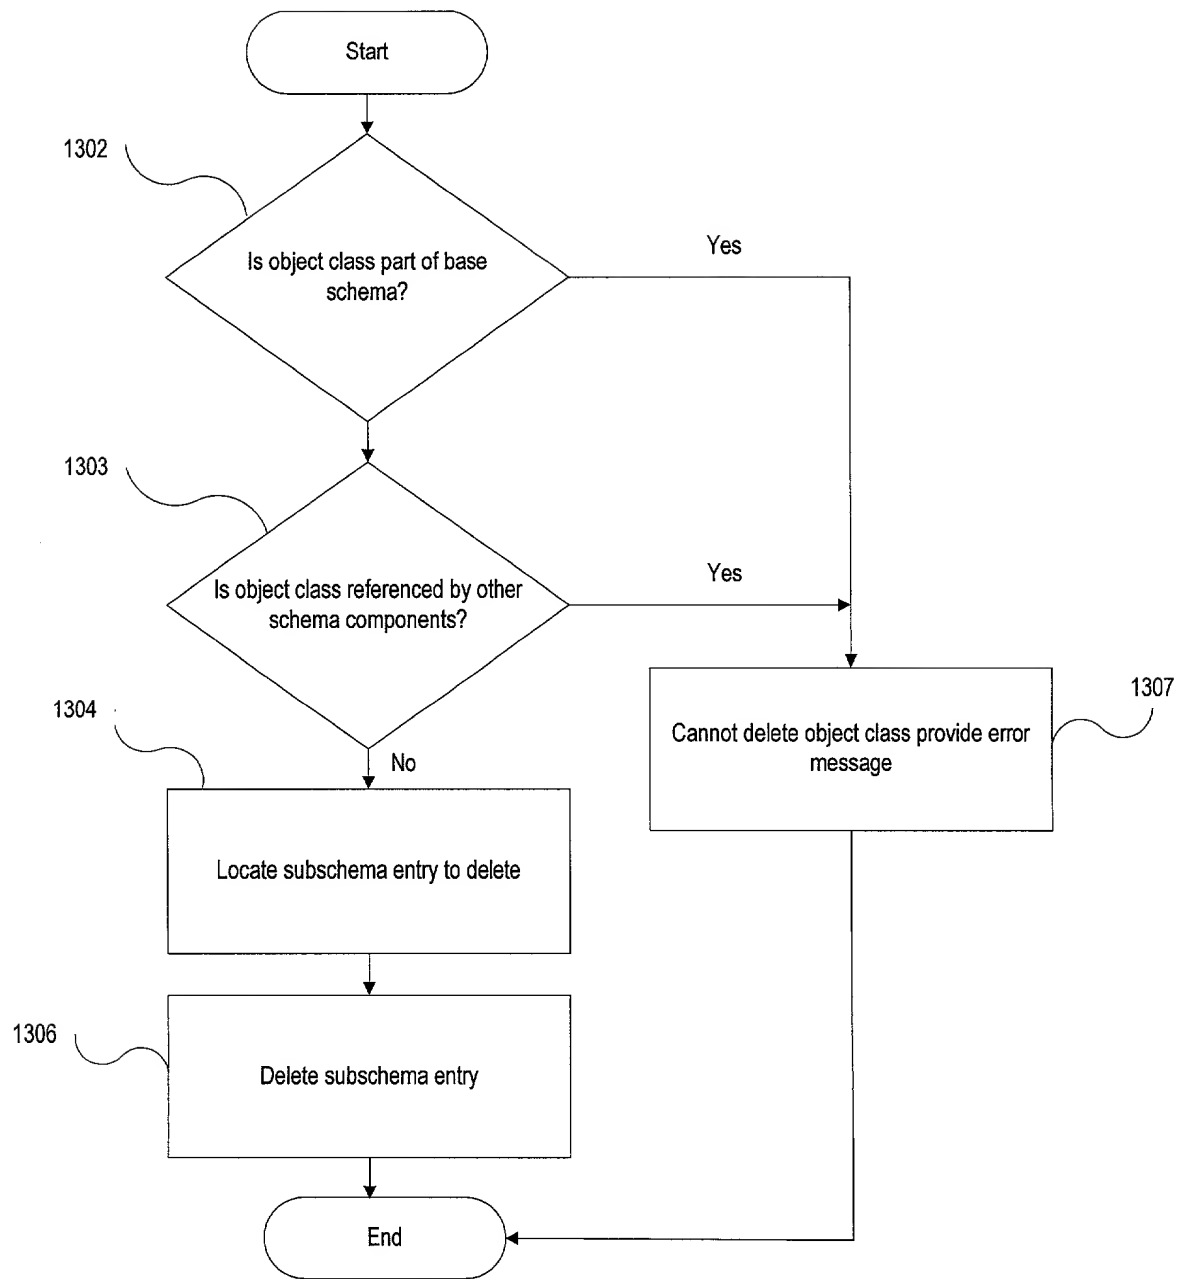 Start
1302
Is object class part of base
schema?
Yes
1303
Is object class referenced by other
schema components?
Yes
1304
No
Cannot delete object class provide error
message
1307
Locate subschema entry to delete
1306
Delete subschema entry
End